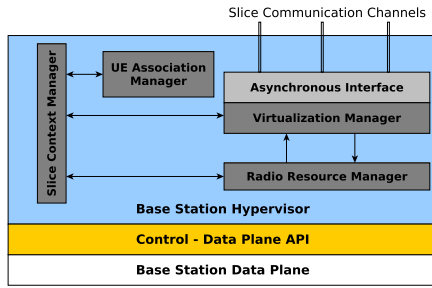 Slice Communication Channels
Slice Context Manager
UE Association
Manager
Asynchronous Interface
Virtualization Manager
Radio Resource Manager
Base Station Hypervisor
Control - Data Plane API
Base Station Data Plane